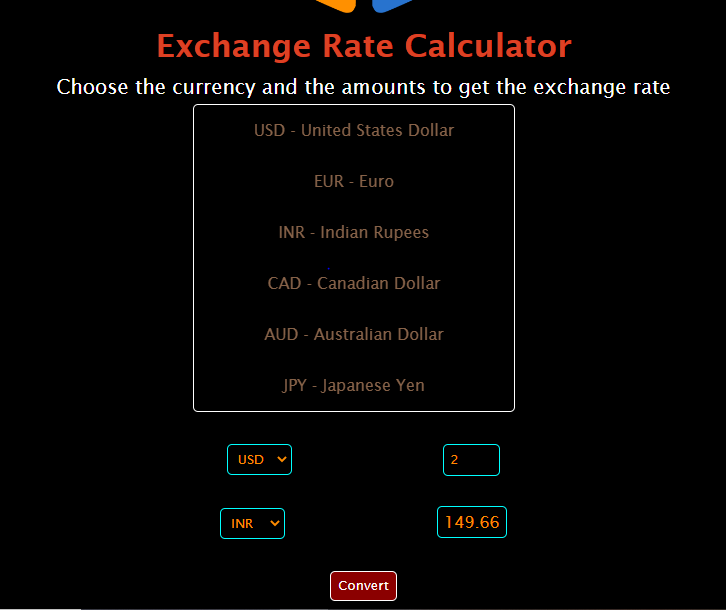 Exchange Rate Calculator
Choose the currency and the amounts to get the exchange rate
USD - United States Dollar
EUR - Euro
INR - Indian Rupees
CAD - Canadian Dollar
AUD - Australian Dollar
JPY - Japanese Yen
USD 2
INR 149.66
Convert